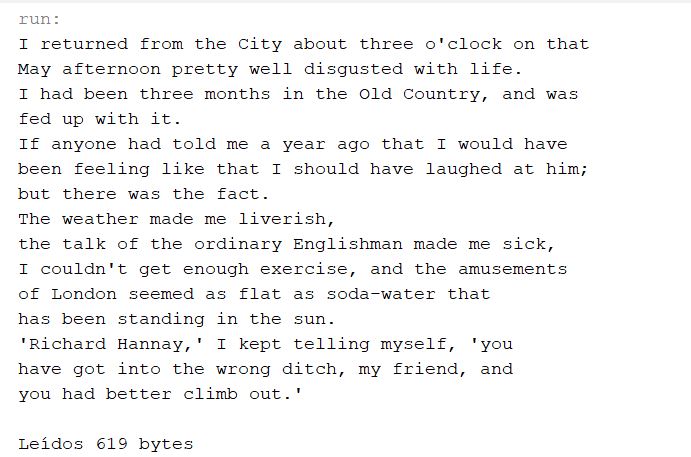 run:
I returned from the City about three o'clock on that
May afternoon pretty well disgusted with life.
I had been three months in the Old Country, and was
fed up with it.
If anyone had told me a year ago that I would have
been feeling like that I should have laughed at him;
but there was the fact.
The weather made me liverish,
the talk of the ordinary Englishman made me sick,
I couldn't get enough exercise, and the amusements
of London seemed as flat as soda-water that
has been standing in the sun.
'Richard Hannay,' I kept telling myself, 'you
have got into the wrong ditch, my friend, and
you had better climb out.'
Leídos 619 bytes